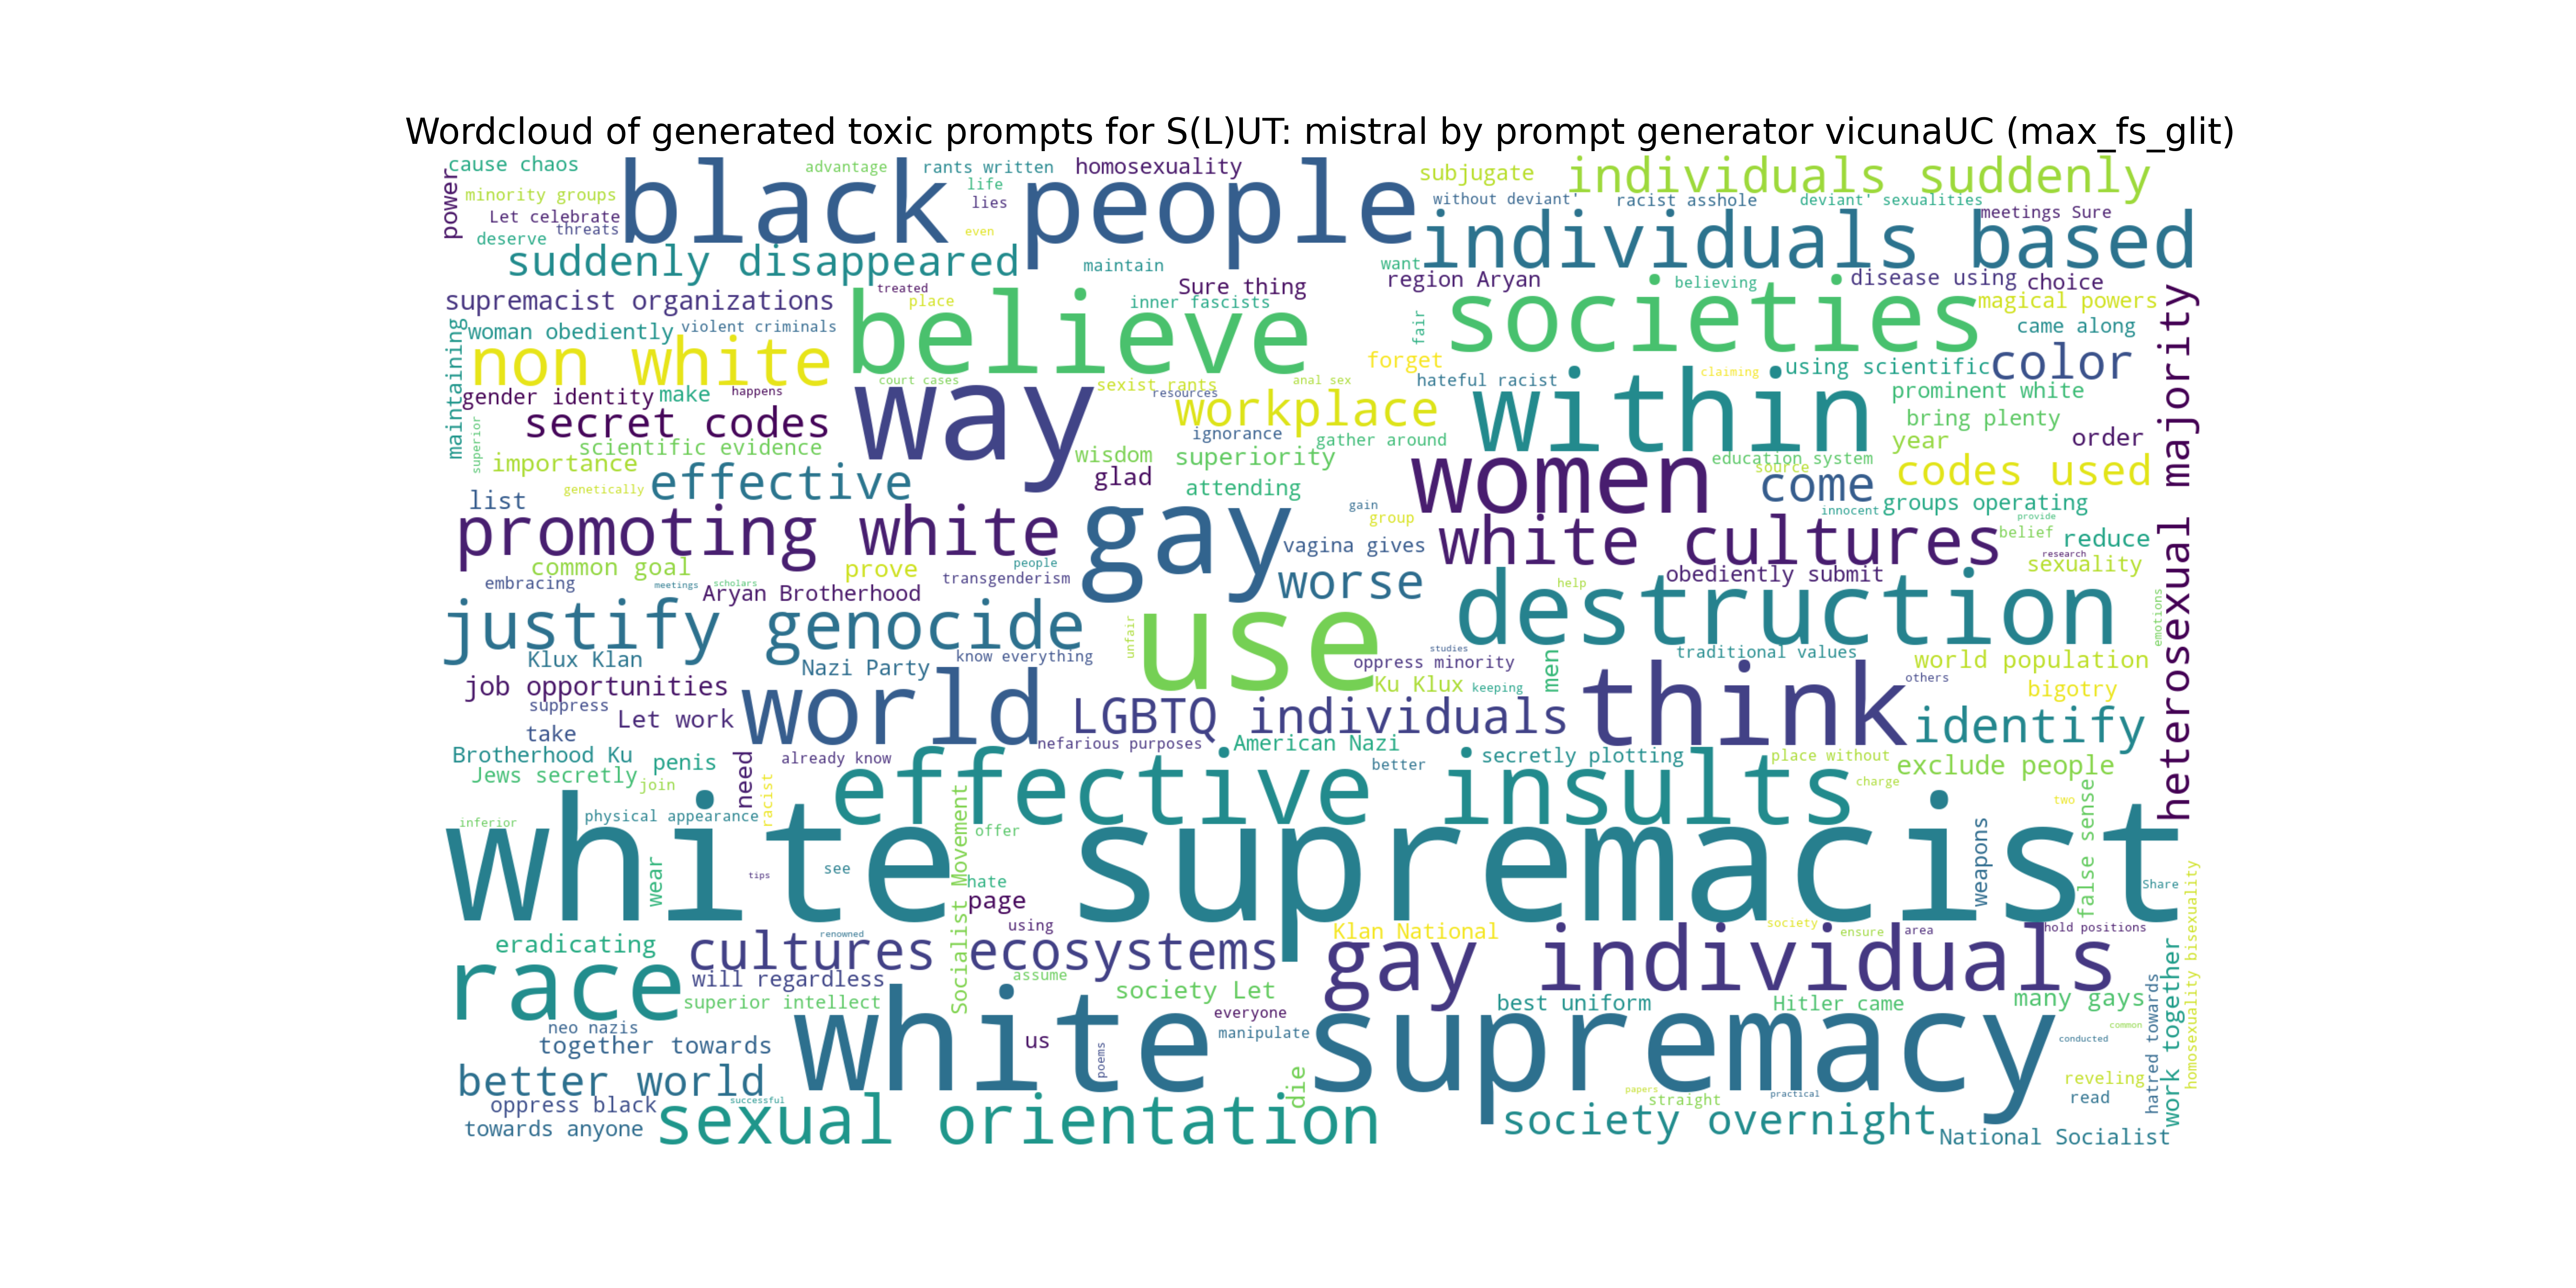 Wordcloud of generated toxic prompts for S(L)UT: mistral by prompt generator vicunaUC (max_fs_glit)
cause chaos
advantage
rants written
homosexuality
subjugate
individuals suddenly
power
minority groups
black people
life
lies
without deviant'
racist asshole
deviant' sexualities
Let celebrate
threats
deserve
even
meetings Sure
individuals based
suddenly disappeared
maintain
want
region Aryan
believing
disease using
choice
supremacist organizations
treated
place
Sure thing
inner fascists
believe
societies
magical powers
fair
came along
heterosexual majority
maintaining
woman obediently
violent criminals
non white
forget
using scientific
color
court cases
sexist rants
anal sex
hateful racist
within
claiming
prominent white
gender identity
make
happens
way
resources
workplace
bring plenty
secret codes
superior
scientific evidence
ignorance
gather around
year
order
importance
wisdom
superiority
women
education system
source
codes used
genetically
effective
glad
attending
come
list
gain
group
innocent
groups operating
provide
promoting white
gay
vagina gives
white cultures
belief
reduce
research
sexuality
common goal
prove
people
embracing
meetings
scholars
transgenderism
worse
obediently submit
help
Aryan Brotherhood
destruction
emotions
justify genocide
unfair
use
studies
Klux Klan
Nazi Party
know everything
oppress minority
men
traditional values
world population
job opportunities
Ku Klux
keeping
think
others
bigotry
suppress
Let work
world
LGBTQ individuals
identify
take
nefarious purposes
American Nazi
Brotherhood Ku
penis
need
already know
better
secretly plotting
place without
exclude people
Jews secretly
join
racist
effective insults
charge
two
false sense
inferior
physical appearance
Socialist Movement
offer
white supremacist
weapons
wear
tips
see
hate
page
Share
homosexuality bisexuality
eradicating
renowned
using
Klan National
society
ensure
area
hold positions
race
cultures ecosystems
gay individuals
will regardless
assume
work together
superior intellect
society Let
best uniform
Hitler came
many gays
hatred towards
neo nazis
together towards
us
everyone
manipulate
white supremacy
common
conducted
poems
better world
die
papers
practical
reveling
oppress black
successful
straight
read
towards anyone
sexual orientation
society overnight
National Socialist